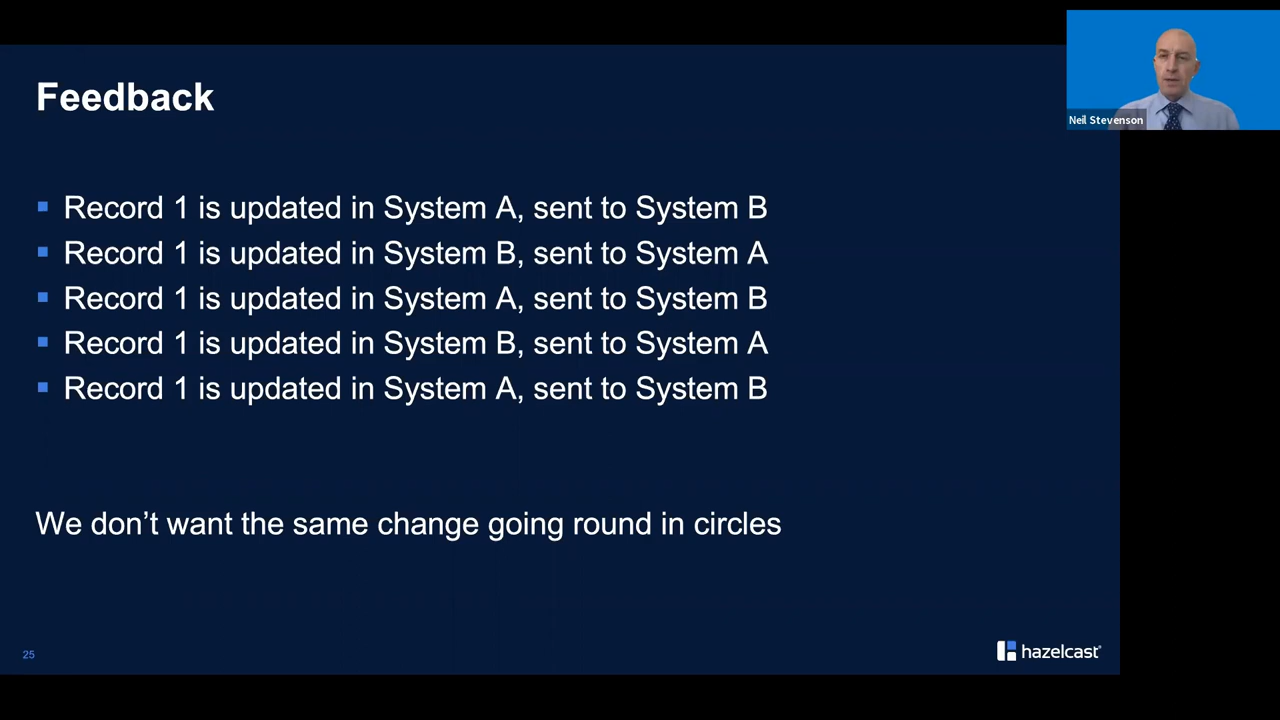 Neil Stevenson
Feedback
Record 1 is updated in System A, sent to System B
Record 1 is updated in System B, sent to System A
Record 1 is updated in System A, sent to System B
Record 1 is updated in System B, sent to System A
Record 1 is updated in System A, sent to System B
We don’t want the same change going round in circles
25
hazelcast